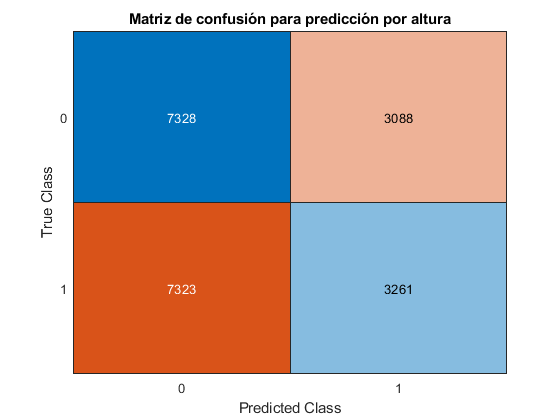 Matriz de confusión para predicción por altura
True Class
0
7328
3088
1
7323
3261
0
1
Predicted Class